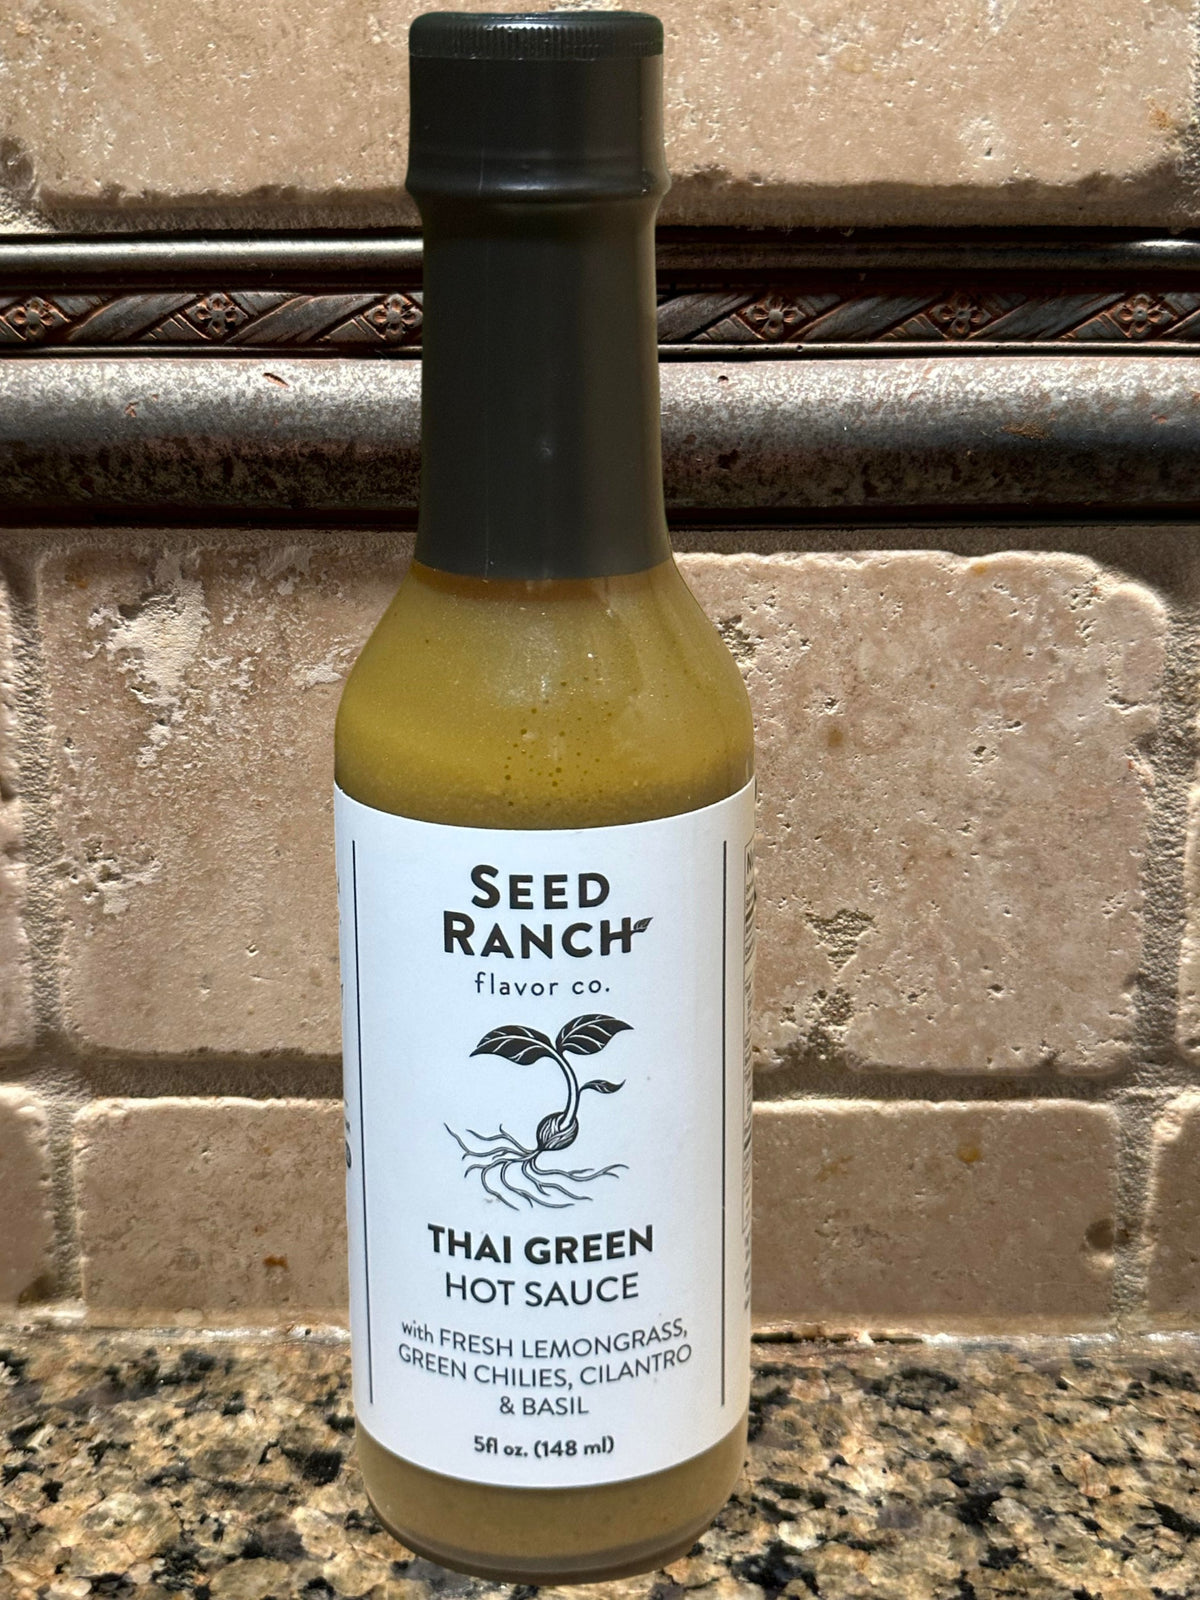 SEED
RANCH
flavor co.
THAI GREEN
HOT SAUCE
with FRESH LEMONGRASS,
GREEN CHILIES, CILANTRO
& BASIL
5fl oz. (148 ml)